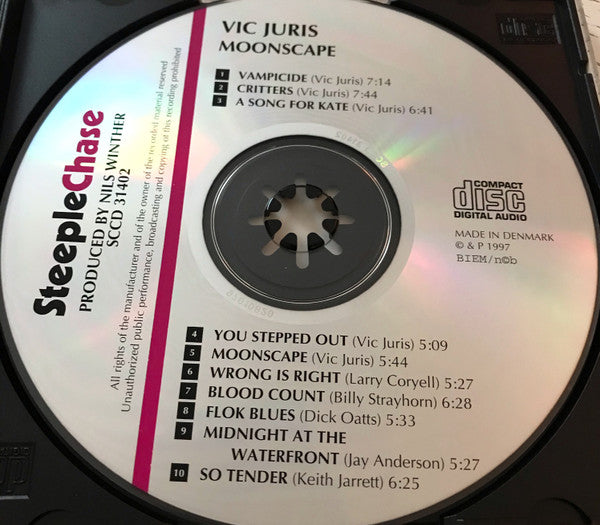 VIC JURIS
MOONSCAPE
1 VAMPICIDE (Vic Juris) 7:14
2 CRITTERS (Vic Juris) 7:44
3 A SONG FOR KATE (Vic Juris) 6:41
SteepleChase
PRODUCED BY NILS WINTHER
SCCD 31402
All rights of the manufacturer and of the owner of the recorded material reserved
Unauthorized public performance, broadcasting and copying of this recording prohibited
COMPACT
disc
DIGITAL AUDIO
MADE IN DENMARK
© & P 1997
BIEM/n©b
4 YOU STEPPED OUT (Vic Juris) 5:09
5 MOONSCAPE (Vic Juris) 5:44
6 WRONG IS RIGHT (Larry Coryell) 5:27
7 BLOOD COUNT (Billy Strayhorn) 6:28
8 FLOK BLUES (Dick Oatts) 5:33
9 MIDNIGHT AT THE
WATERFRONT (Jay Anderson) 5:27
10 SO TENDER (Keith Jarrett) 6:25